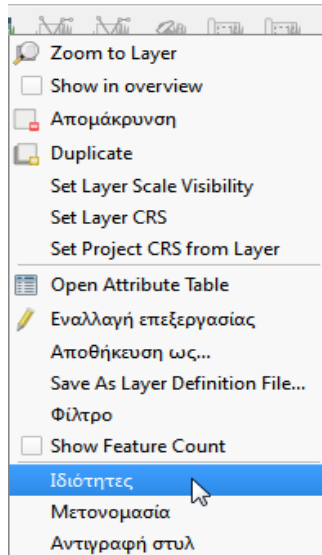 Zoom to Layer
Show in overview
Απομάκρυνση
Duplicate
Set Layer Scale Visibility
Set Layer CRS
Set Project CRS from Layer
Open Attribute Table
Εναλλαγή επεξεργασίας
Αποθήκευση ως...
Save As Layer Definition File...
Φίλτρο
Show Feature Count
Ιδιότητες
Μετονομασία
Αντιγραφή στυλ